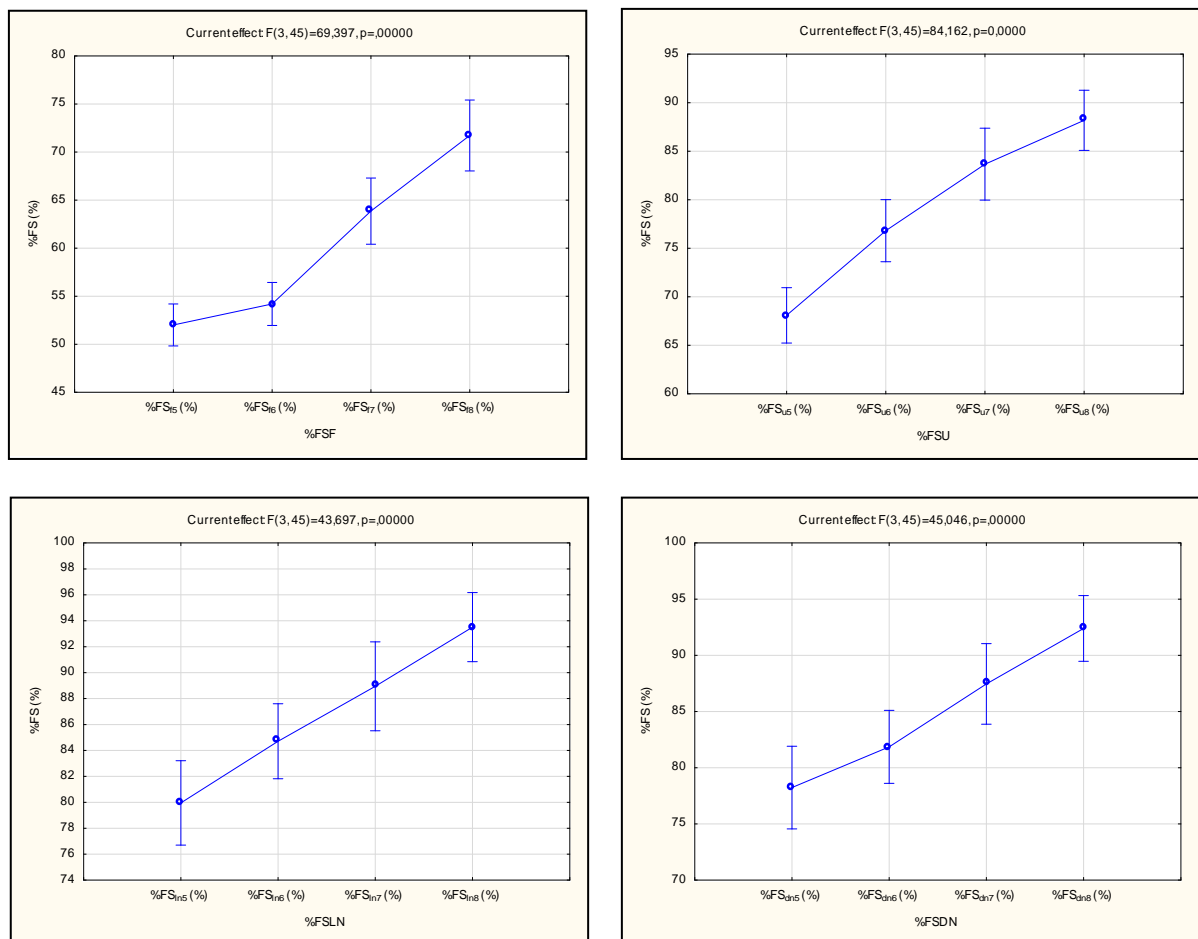 Current effect: F(3, 45)=69,397, p=,00000
80
75
70
65
60
55
50
45
%FS (%)
%FSf5 (%) %FSf6 (%) %FSf7 (%) %FSf8 (%)
%FSF
Current effect: F(3, 45)=84,162, p=0,0000
95
90
85
80
75
70
65
60
%FS (%)
%FSu5 (%) %FSu6 (%) %FSu7 (%) %FSu8 (%)
%FSU
Current effect: F(3, 45)=43,697, p=,00000
100
98
96
94
92
90
88
86
84
82
80
78
76
74
%FS (%)
%FSln5 (%) %FSln6 (%) %FSln7 (%) %FSln8 (%)
%FSLN
Current effect: F(3, 45)=45,046, p=,00000
100
95
90
85
80
75
70
%FS (%)
%FSdn5 (%) %FSdn6 (%) %FSdn7 (%) %FSdn8 (%)
%FSDN